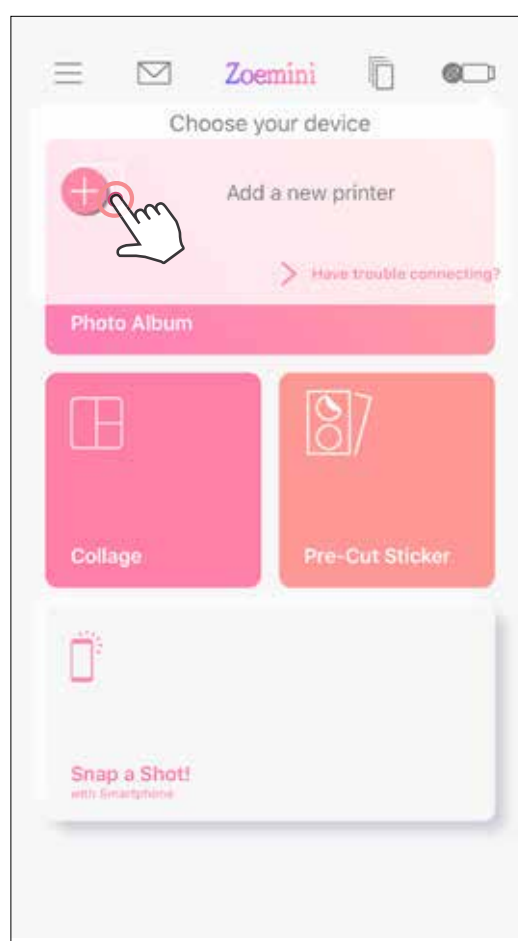 Zoemini
Choose your device
Add a new printer
Have trouble connecting?
Photo Album
Collage
Pre-Cut Sticker
Snap a Shot!
with Smartphone